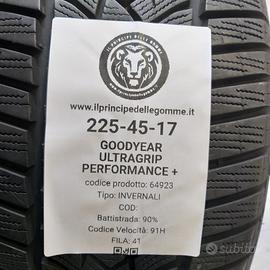 IL PRINCIPE DELLE GOMME
www.ilprincipedellegomme.it
225-45-17
GOODYEAR
ULTRAGRIP
PERFORMANCE +
codice prodotto: 64923
Tipo: INVERNALI
COD:
Battistrada: 90%
Codice Velocità: 91H
FILA: 41
subito